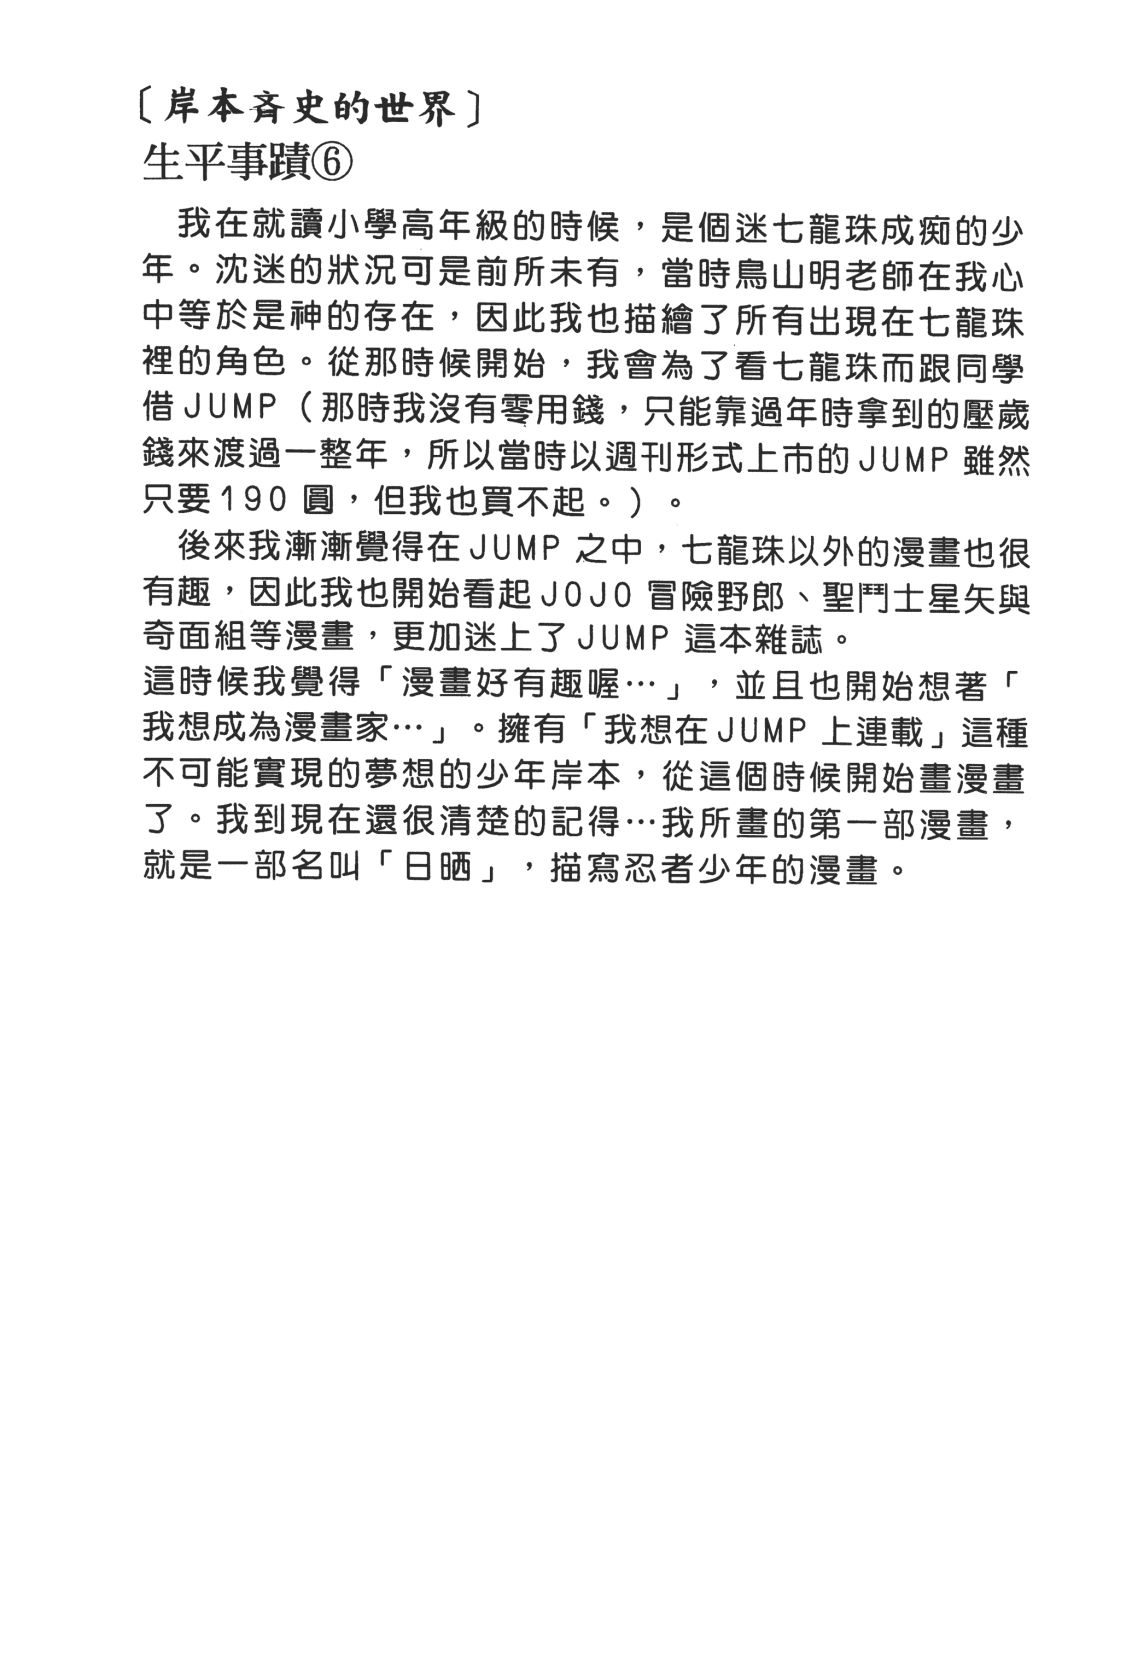 〔岸本斉史的世界〕
生平事蹟⑥
我在就讀小學高年級的時候，是個迷七龍珠成痴的少
年。沈迷的狀況可是前所未有，當時鳥山明老師在我心
中等於是神的存在，因此我也描繪了所有出現在七龍珠
裡的角色。從那時候開始，我會為了看七龍珠而跟同學
借JUMP（那時我沒有零用錢，只能靠過年時拿到的壓歲
錢來渡過一整年，所以當時以週刊形式上市的JUMP雖然
只要190圓，但我也買不起。）。
後來我漸漸覺得在JUMP之中，七龍珠以外的漫畫也很
有趣，因此我也開始看起JOJO冒險野郎、聖鬥士星矢與
奇面組等漫畫，更加迷上了JUMP這本雜誌。
這時候我覺得「漫畫好有趣喔…」，並且也開始想著「
我想成為漫畫家…」。擁有「我想在JUMP上連載」這種
不可能實現的夢想的少年岸本，從這個時候開始畫漫畫
了。我到現在還很清楚的記得…我所畫的第一部漫畫，
就是一部名叫「日晒」，描寫忍者少年的漫畫。